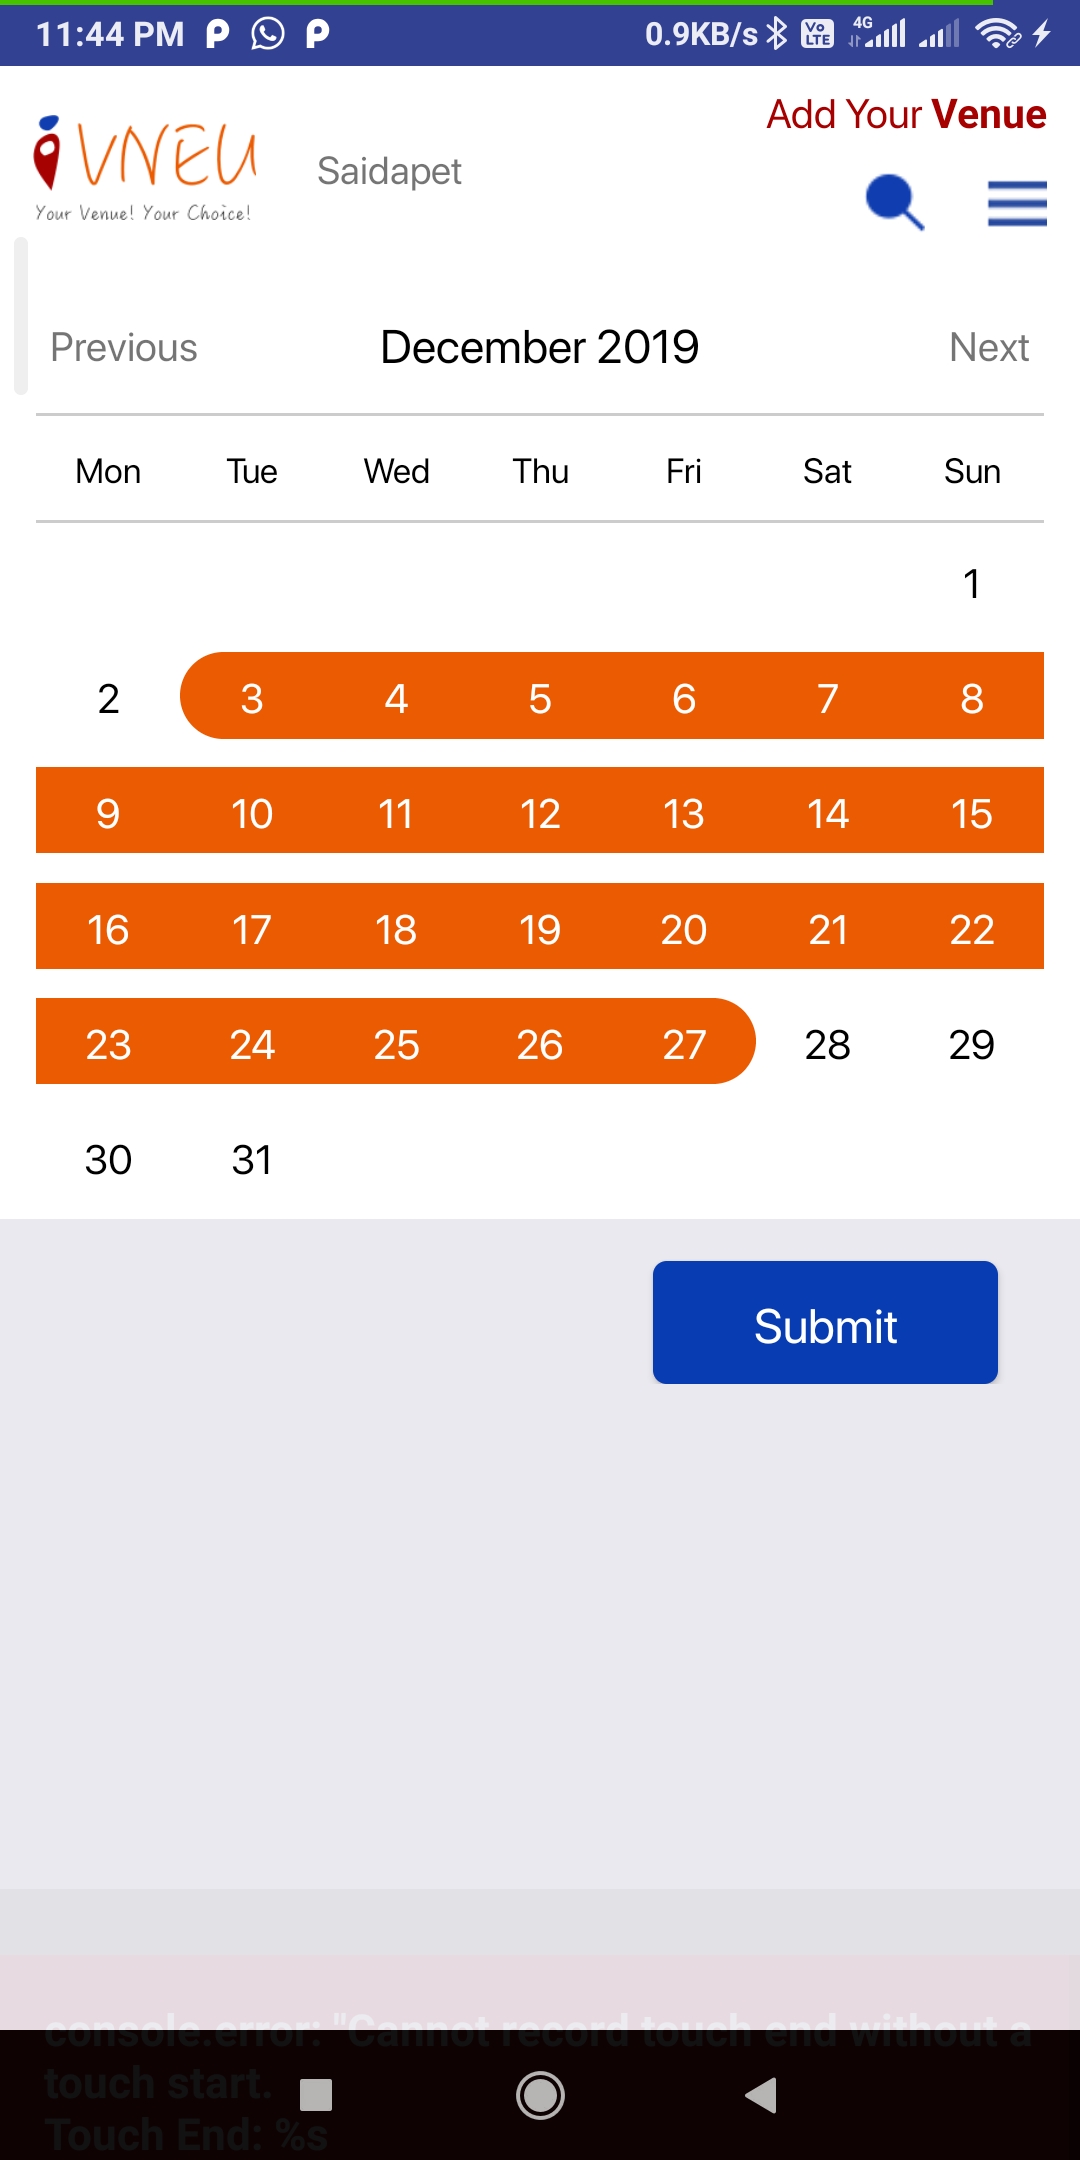 11:44 PM
0.9KB/s Vo LTE 4G
Add Your Venue
iVNEU
Saidapet
Your Venue! Your Choice!
Previous December 2019 Next
Mon Tue Wed Thu Fri Sat Sun
1
2 3 4 5 6 7 8
9 10 11 12 13 14 15
16 17 18 19 20 21 22
23 24 25 26 27 28 29
30 31
Submit
console.error: "Cannot record touch end without a
touch start.
Touch End: %s